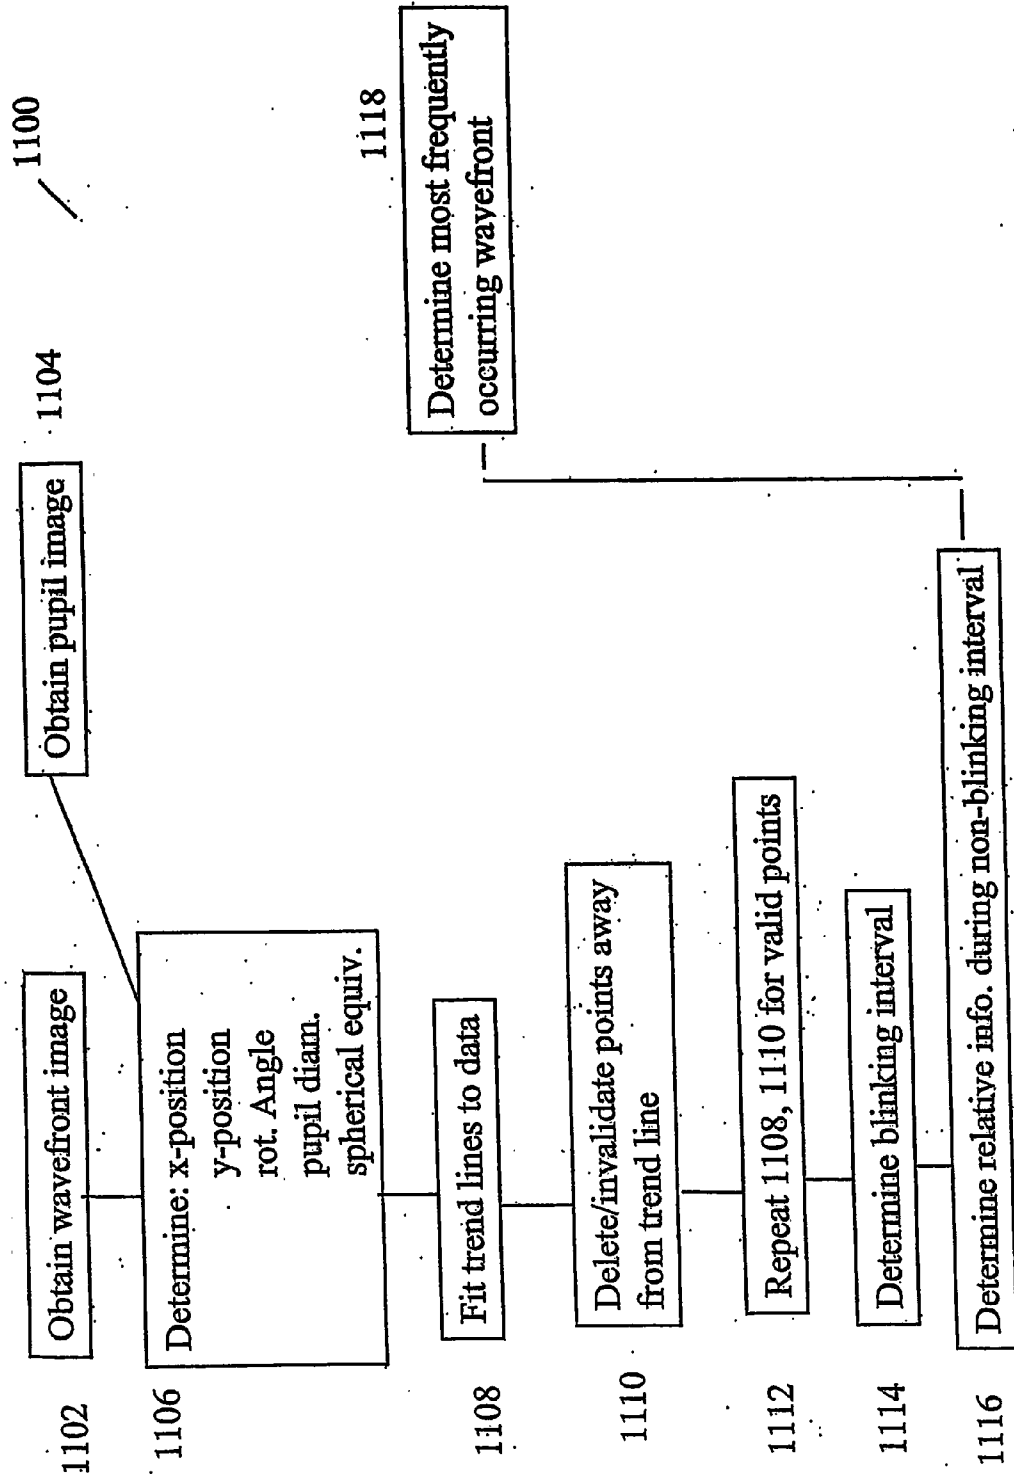 1100
1102
Obtain wavefront image
Obtain pupil image
1104
1106
Determine: x-position
y-position
rot. Angle
pupil diam.
spherical equiv.
1108
Fit trend lines to data
1110
Delete/invalidate points away
from trend line
1112
Repeat 1108, 1110 for valid points
1114
Determine blinking interval
1116
Determine relative info. during non-blinking interval
1118
Determine most frequently
occurring wavefront